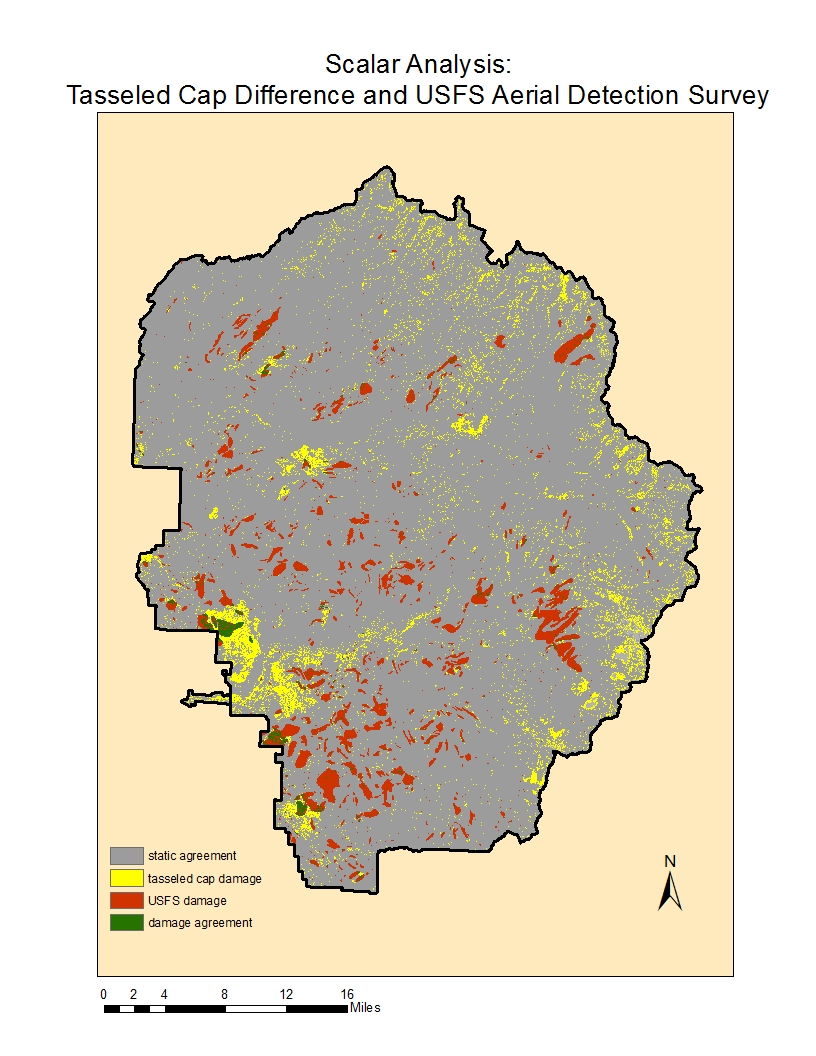 Scalar Analysis:
Tasseled Cap Difference and USFS Aerial Detection Survey
static agreement
tasseled cap damage
USFS damage
damage agreement
N
0 2 4 8 12 16
Miles